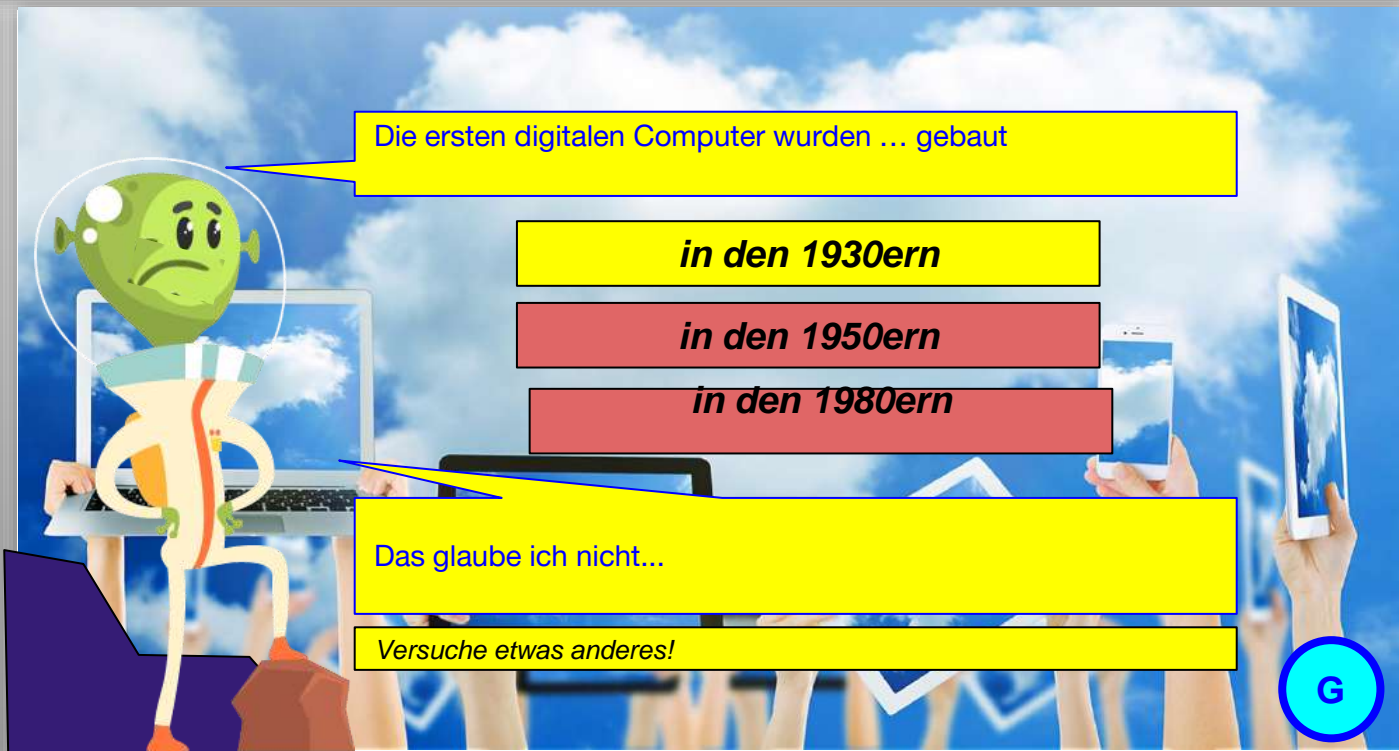 Die ersten digitalen Computer wurden … gebaut
in den 1930ern
in den 1950ern
in den 1980ern
Das glaube ich nicht...
Versuche etwas anderes!
G